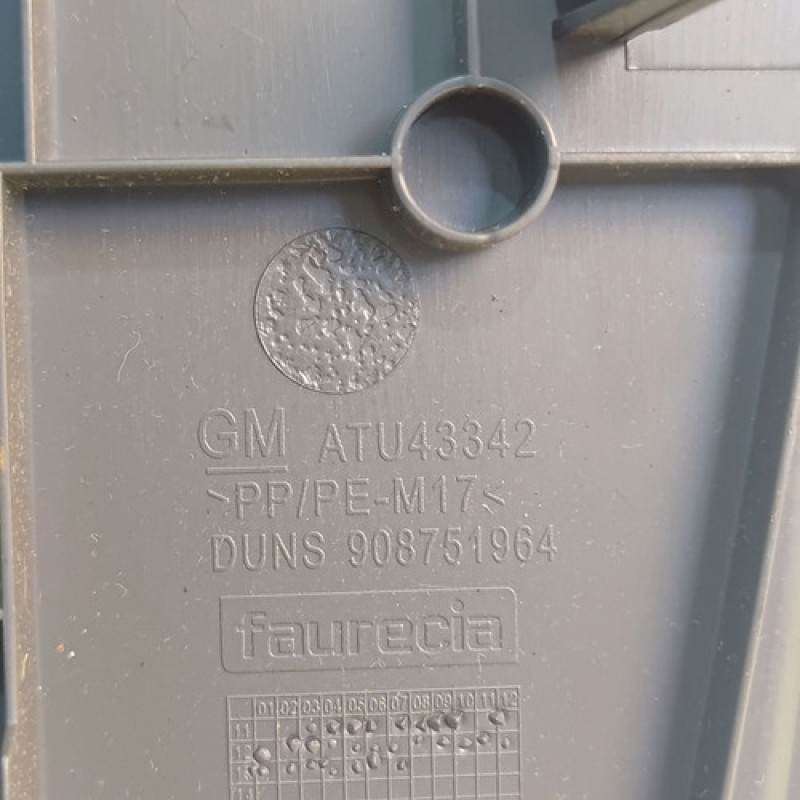 GM ATU43342
>PP/PE-M17<
DUNS 908751964
faurecia
01 02 03 04 05 06 07 08 09 10 11 12
11
12
13